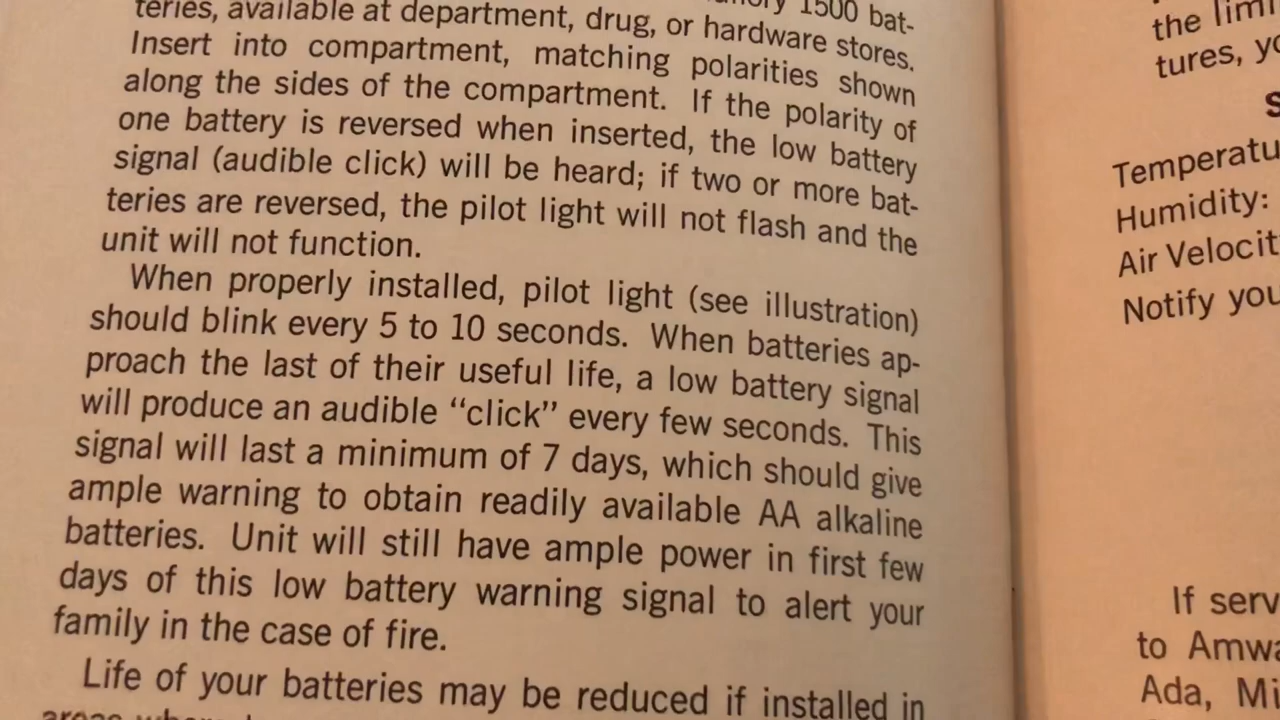 1500 bat-
teries, available at department, drug, or hardware stores.
Insert into compartment, matching polarities shown
along the sides of the compartment. If the polarity of
one battery is reversed when inserted, the low battery
signal (audible click) will be heard; if two or more bat-
teries are reversed, the pilot light will not flash and the
unit will not function.
When properly installed, pilot light (see illustration)
should blink every 5 to 10 seconds. When batteries ap-
proach the last of their useful life, a low battery signal
will produce an audible “click” every few seconds. This
signal will last a minimum of 7 days, which should give
ample warning to obtain readily available AA alkaline
batteries. Unit will still have ample power in first few
days of this low battery warning signal to alert your
family in the case of fire.
Life of your batteries may be reduced if installed in
the limi
tures, yo
S
Temperatu
Humidity:
Air Velocit
Notify you
If serv
to Amwa
Ada, Mi